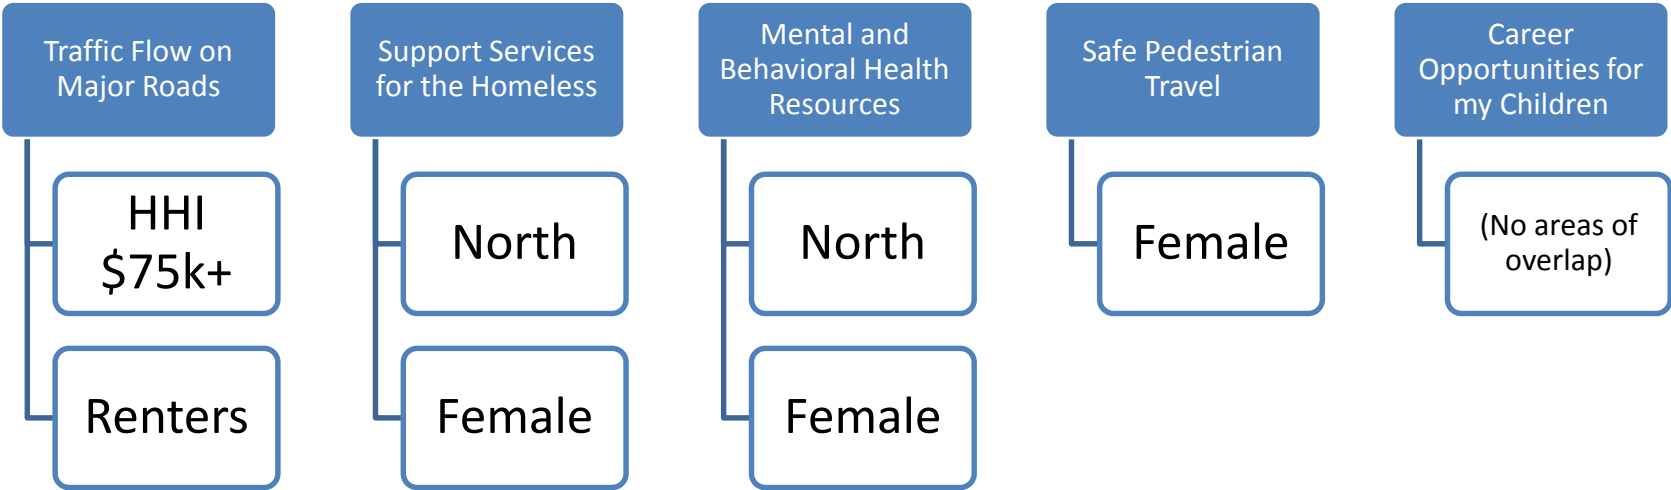 Traffic Flow on
Major Roads
HHI
$75k+
Renters
Support Services
for the Homeless
North
Female
Mental and
Behavioral Health
Resources
North
Female
Safe Pedestrian
Travel
Female
Career
Opportunities for
my Children
(No areas of
overlap)